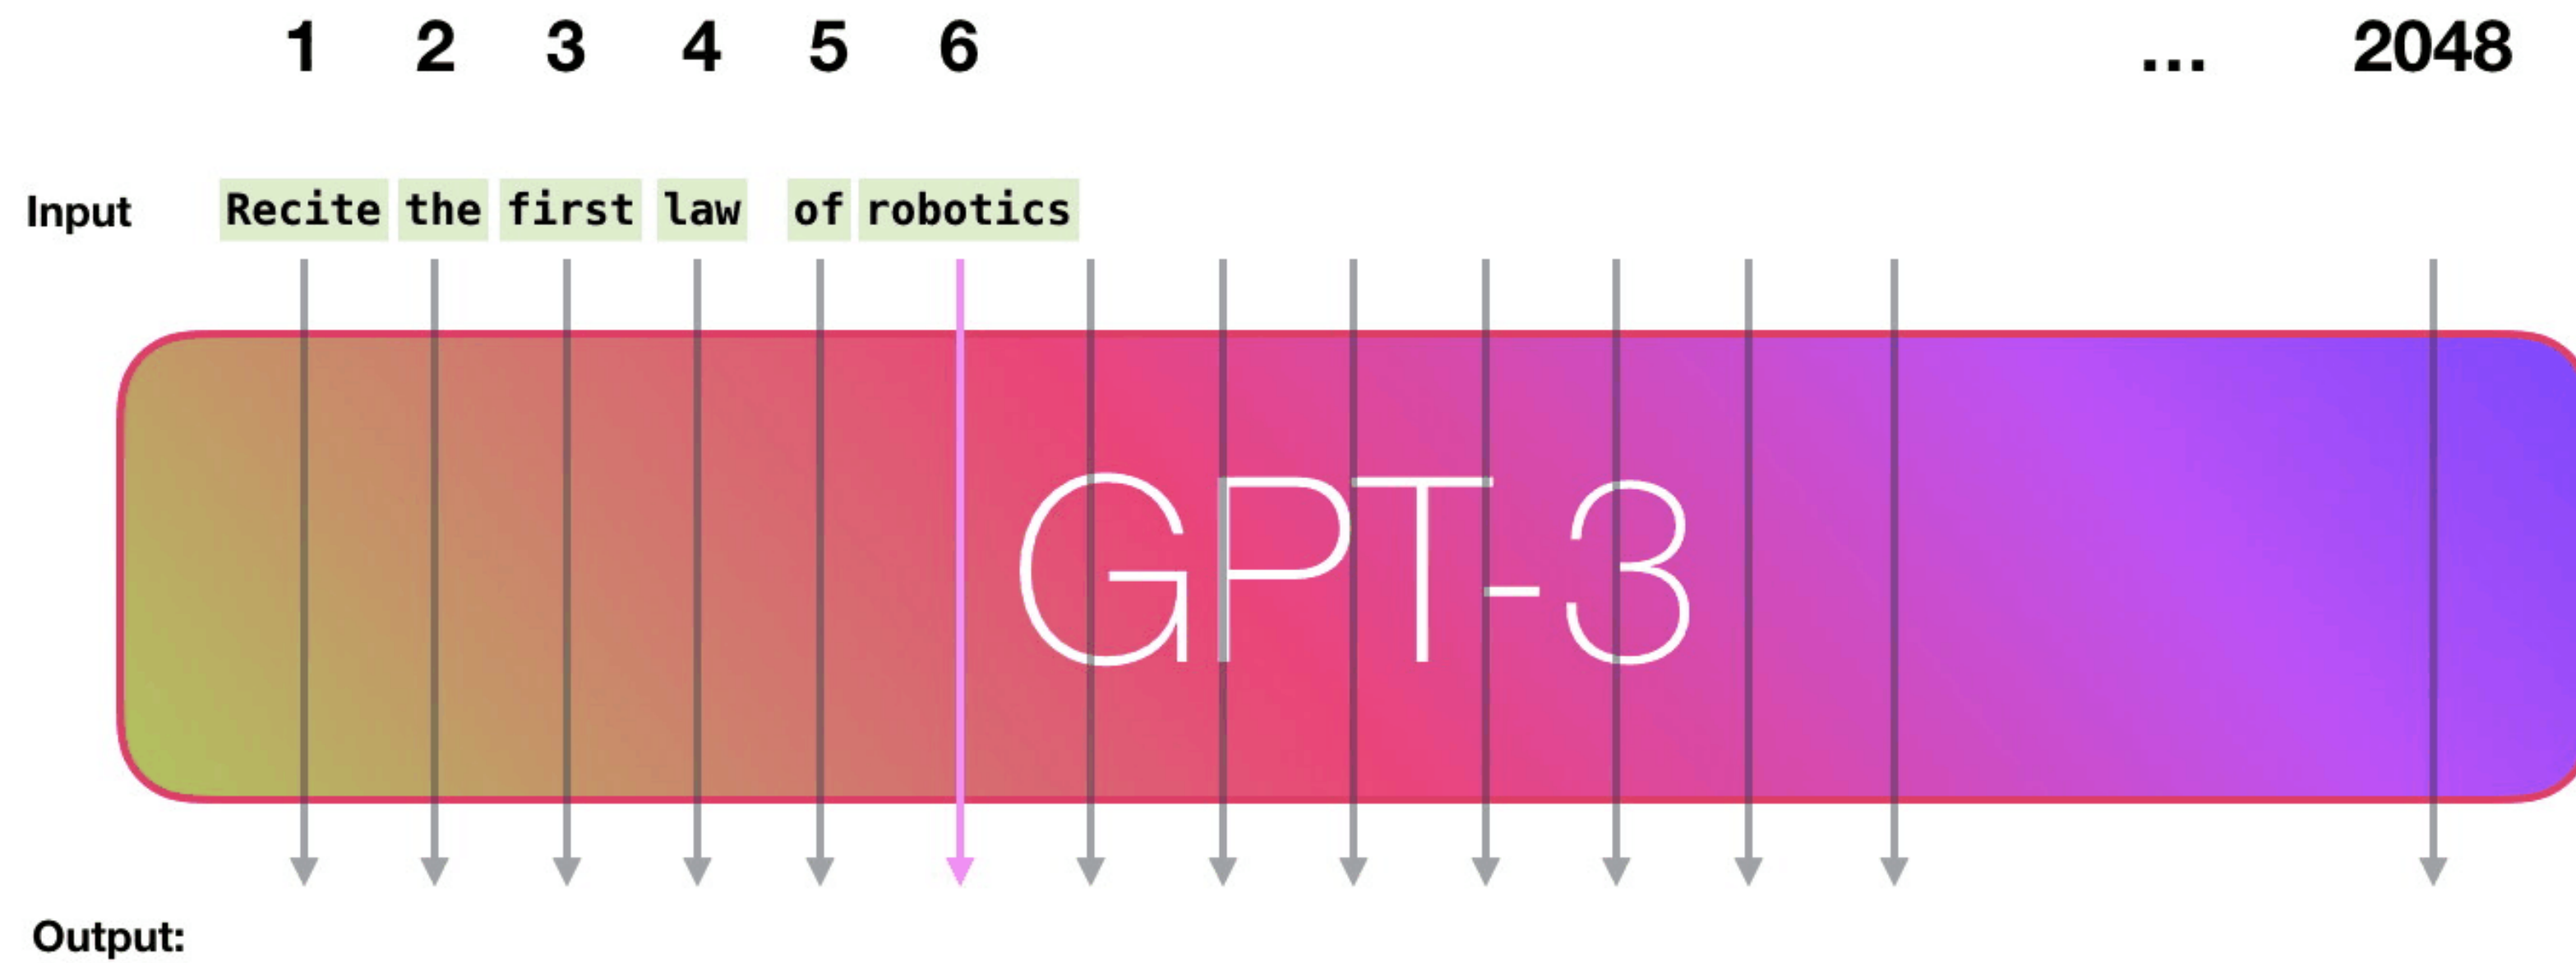 1 2 3 4 5 6 ... 2048
Input Recite the first law of robotics
GPT-3
Output: